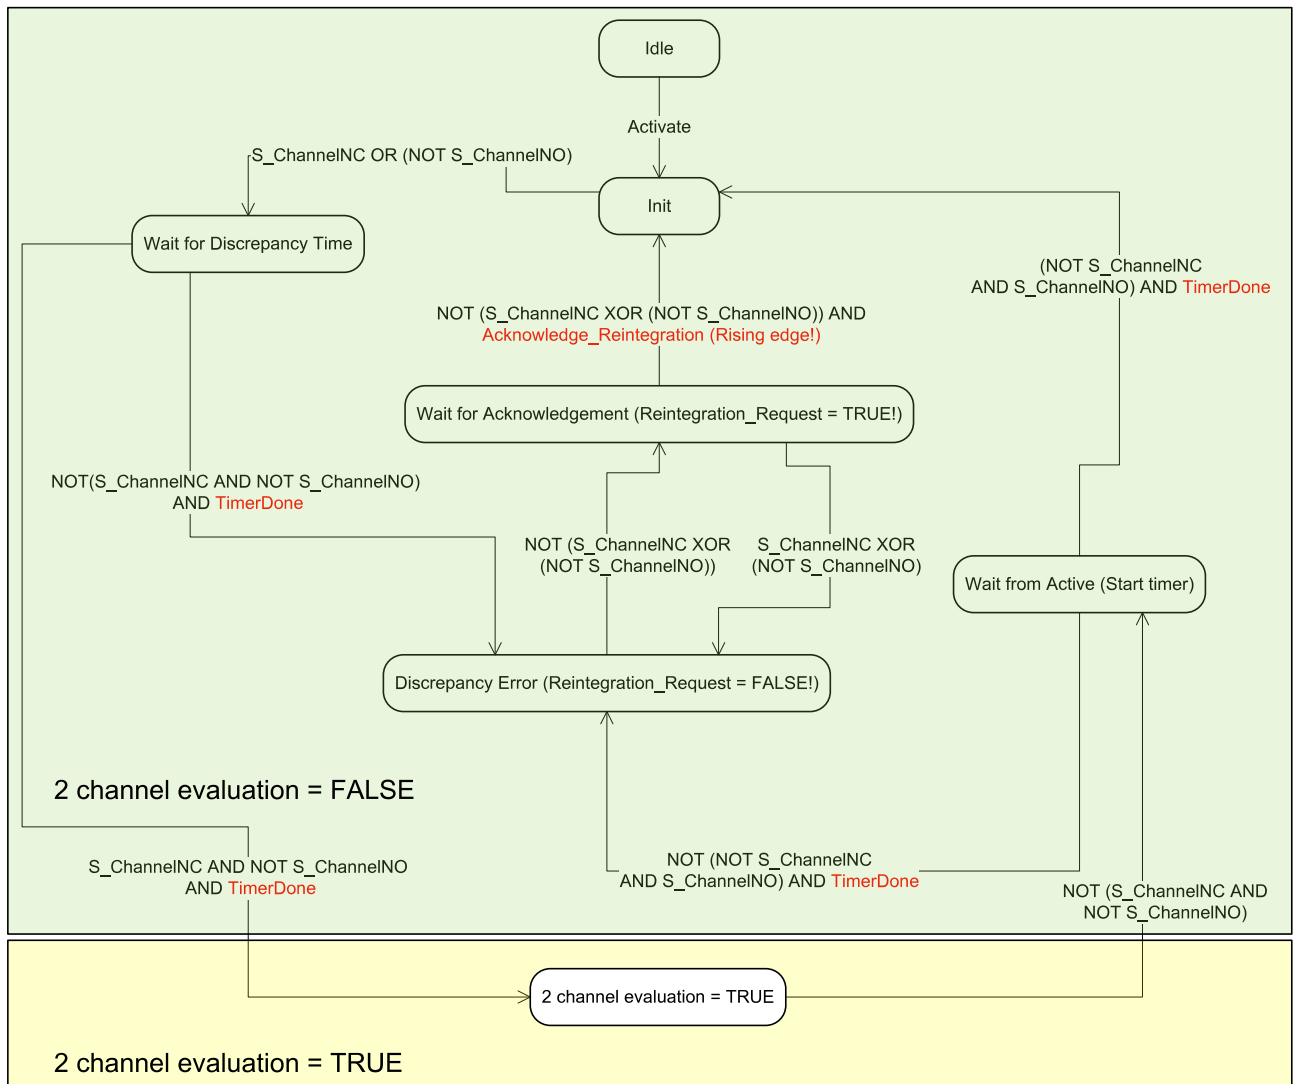 Idle
Activate
S_ChannelNC OR (NOT S_ChannelNO)
Init
Wait for Discrepancy Time
(NOT S_ChannelNC
AND S_ChannelNO) AND TimerDone
NOT (S_ChannelNC XOR (NOT S_ChannelNO)) AND
Acknowledge_Reintegration (Rising edge!)
Wait for Acknowledgement (Reintegration_Request = TRUE!)
NOT(S_ChannelNC AND NOT S_ChannelNO)
AND TimerDone
NOT (S_ChannelNC XOR
(NOT S_ChannelNO))
S_ChannelNC XOR
(NOT S_ChannelNO)
Wait from Active (Start timer)
Discrepancy Error (Reintegration_Request = FALSE!)
2 channel evaluation = FALSE
S_ChannelNC AND NOT S_ChannelNO
AND TimerDone
NOT (NOT S_ChannelNC
AND S_ChannelNO) AND TimerDone
NOT (S_ChannelNC AND
NOT S_ChannelNO)
2 channel evaluation = TRUE
2 channel evaluation = TRUE